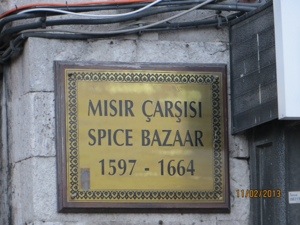 MISIR ÇARŞISI
SPICE BAZAAR
1597 - 1664
11/02/2013